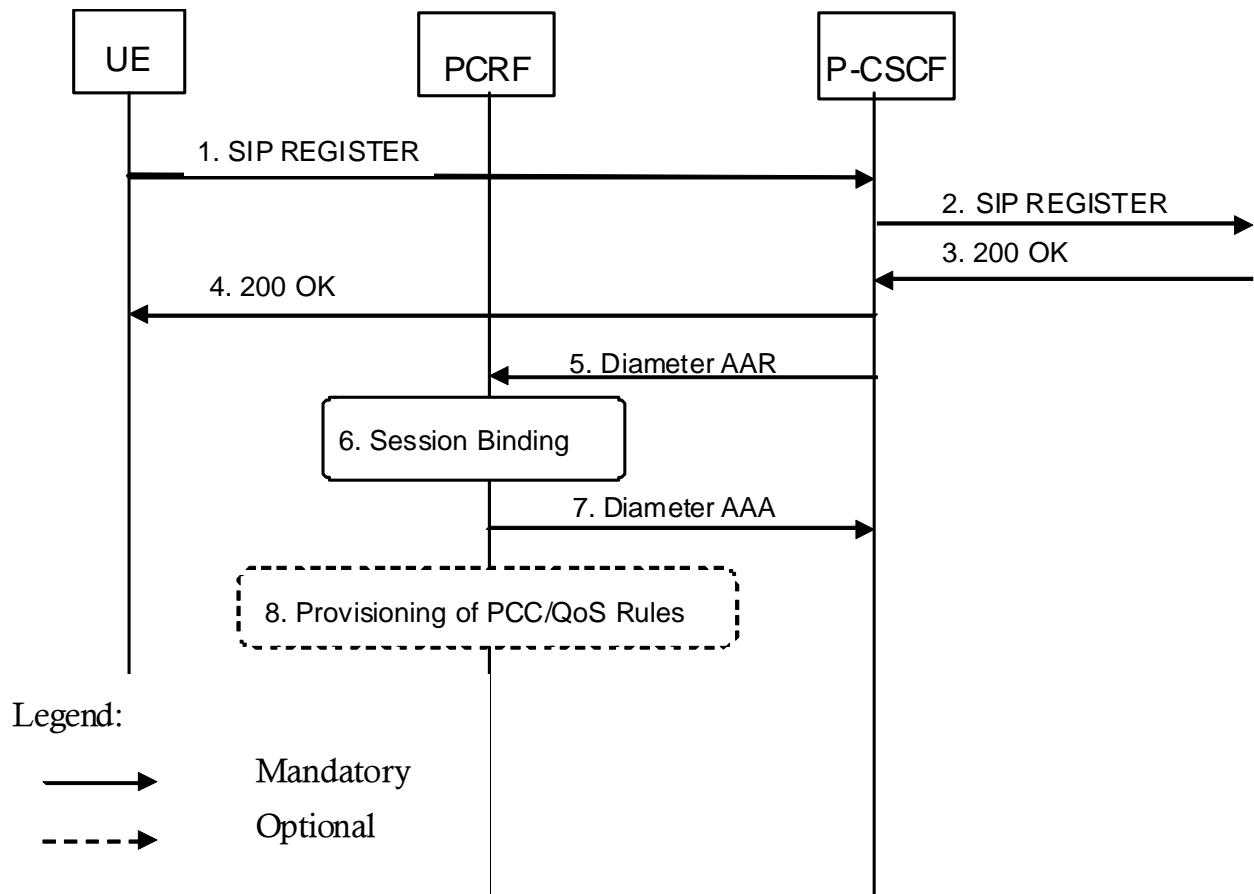 UE
PCRF
P-CSCF
1. SIP REGISTER
2. SIP REGISTER
3. 200 OK
4. 200 OK
5. Diameter AAR
6. Session Binding
7. Diameter AAA
8. Provisioning of PCC/QoS Rules
Legend:
Mandatory
Optional